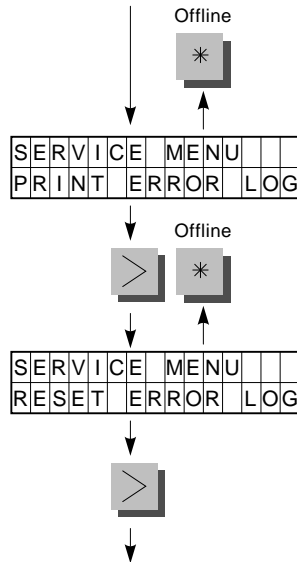 Offline
*
SERVICE MENU
PRINT ERROR LOG
Offline
> *
SERVICE MENU
RESET ERROR LOG
>